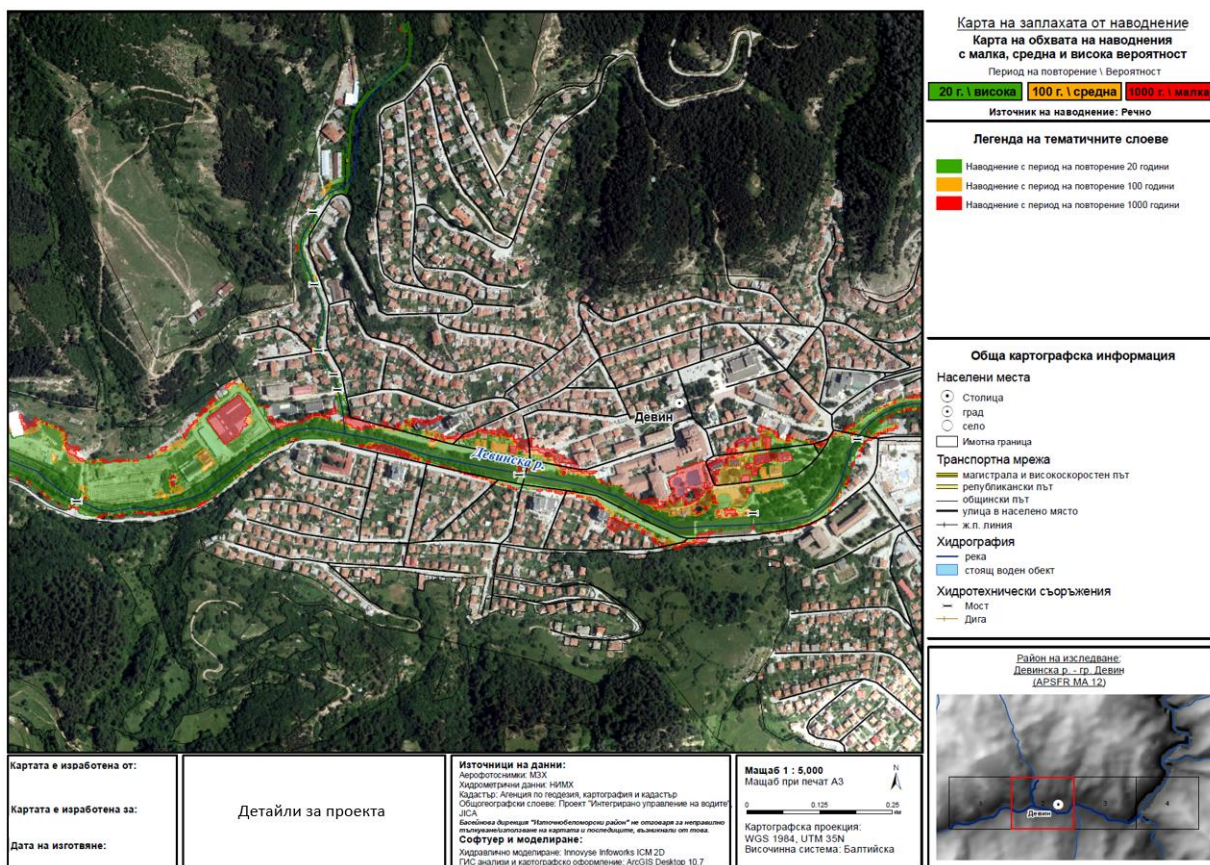 Карта на заплахата от наводнение
Карта на обхвата на наводнения
с малка, средна и висока вероятност
Период на повторение \ Вероятност
20 г. \ висока
100 г. \ средна
1000 г. \ малка
Източник на наводнение: Речно
Легенда на тематичните слоеве
Наводнение с период на повторение 20 години
Наводнение с период на повторение 100 години
Наводнение с период на повторение 1000 години
Девин
Девинска р.
Обща картографска информация
Населени места
Столица
град
село
Имотна граница
Транспортна мрежа
магистрала и високоскоростен път
републикански път
общински път
улица в населено място
ж.п. линия
Хидрография
река
стоящ воден обект
Хидротехнически съоръжения
Мост
Дига
Район на изследване:
Девинска р. - гр. Девин
(APSFR MA 12)
1
2
3
4
Девин
Картата е изработена от:
Картата е изработена за:
Дата на изготвяне:
Детайли за проекта
Източници на данни:
Аерофотоснимки: МЗХ
Хидрометрични данни: НИМХ
Кадастър: Агенция по геодезия, картография и кадастър
Общогеографски слоеве: Проект "Интегрирано управление на водите",
JICA
Басейнова дирекция "Източнобеломорски район" не отговаря за неправилно
тълкуване/използване на картата и последиците, възникнали от това.
Софтуер и моделиране:
Хидравлично моделиране: Innovyse Infoworks ICM 2D
ГИС анализи и картографско оформление: ArcGIS Desktop 10.7
Мащаб 1 : 5,000
Мащаб при печат А3
N
0 0.125 0.25
км
Картографска проекция:
WGS 1984, UTM 35N
Височинна система: Балтийска